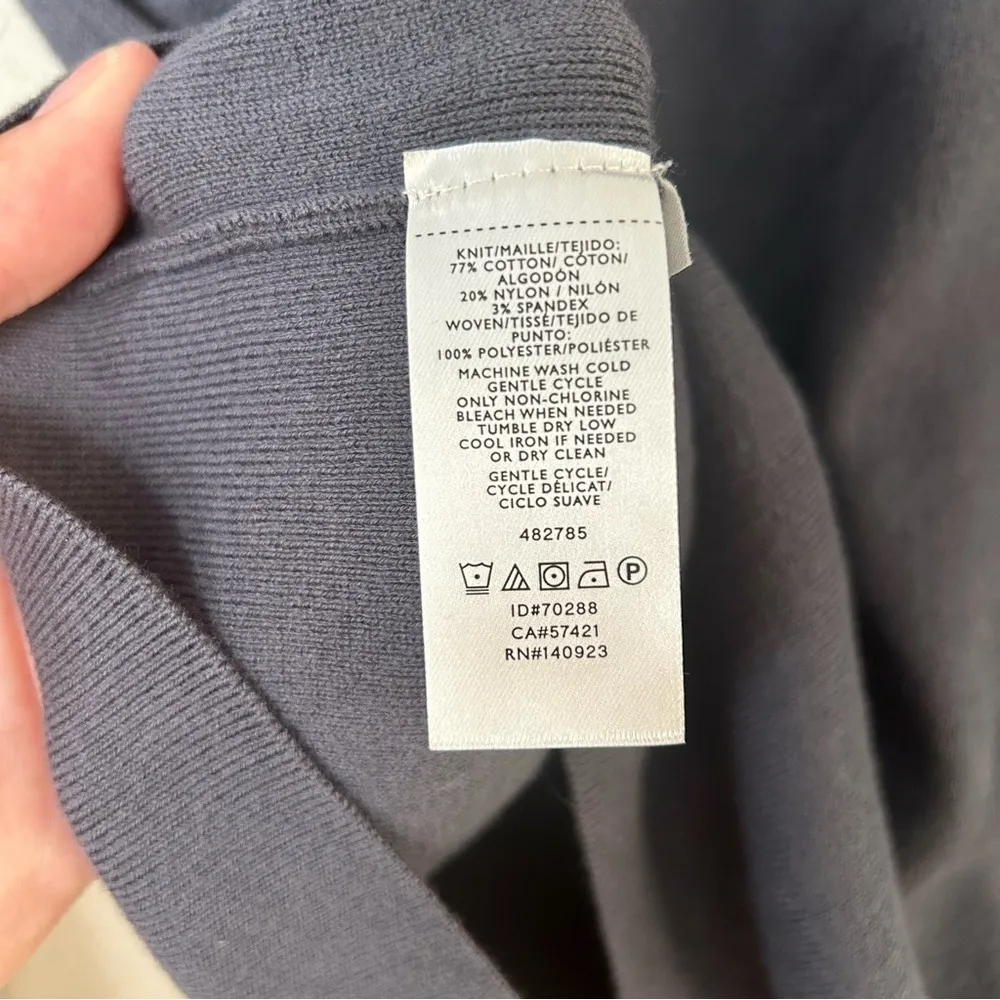 KNIT/MAILLE/TEJIDO:
77% COTTON/ COTON/
ALGODÓN
20% NYLON / NILÓN
3% SPANDEX
WOVEN/TISSÉ/TEJIDO DE
PUNTO:
100% POLYESTER/POLIÉSTER
MACHINE WASH COLD
GENTLE CYCLE
ONLY NON-CHLORINE
BLEACH WHEN NEEDED
TUMBLE DRY LOW
COOL IRON IF NEEDED
OR DRY CLEAN
GENTLE CYCLE/
CYCLE DÉLICAT/
CICLO SUAVE
482785
P
ID#70288
CA#57421
RN#140923